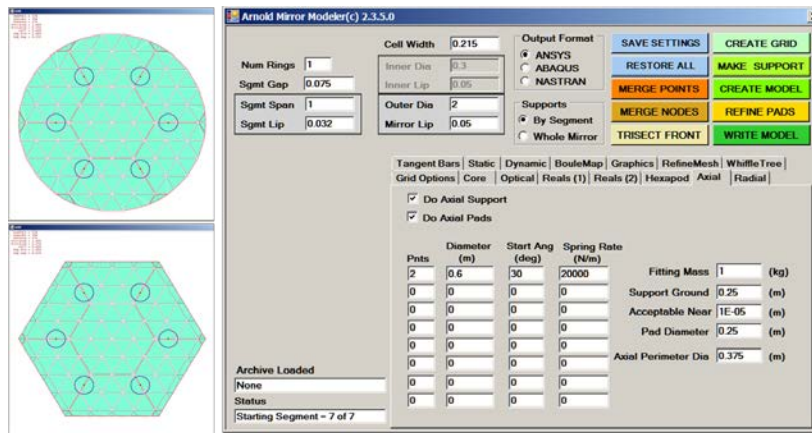 Arnold Mirror Modeler(c) 2.3.5.0
Num Rings 1
Sgmt Gap 0.075
Sgmt Span 1
Sgmt Lip 0.032
Cell Width 0.215
Inner Dia 0.3
Inner Lip 0.05
Outer Dia 2
Mirror Lip 0.05
Output Format
ANSYS
ABAQUS
NASTRAN
Supports
By Segment
Whole Mirror
SAVE SETTINGS CREATE GRID
RESTORE ALL MAKE SUPPORT
MERGE POINTS CREATE MODEL
MERGE NODES REFINE PADS
TRISECT FRONT WRITE MODEL
Tangent Bars Static Dynamic BouleMap Graphics RefineMesh WhiffleTree
Grid Options Core Optical Reals (1) Reals (2) Hexapod Axial Radial
Do Axial Support
Do Axial Pads
Pnts Diameter (m) Start Ang (deg) Spring Rate (N/m)
2 0.6 30 20000
0 0 0 0
0 0 0 0
0 0 0 0
0 0 0 0
0 0 0 0
0 0 0 0
0 0 0 0
Fitting Mass 1 (kg)
Support Ground 0.25 (m)
Acceptable Near 1E-05 (m)
Pad Diameter 0.25 (m)
Axial Perimeter Dia 0.375 (m)
Archive Loaded
None
Status
Starting Segment = 7 of 7